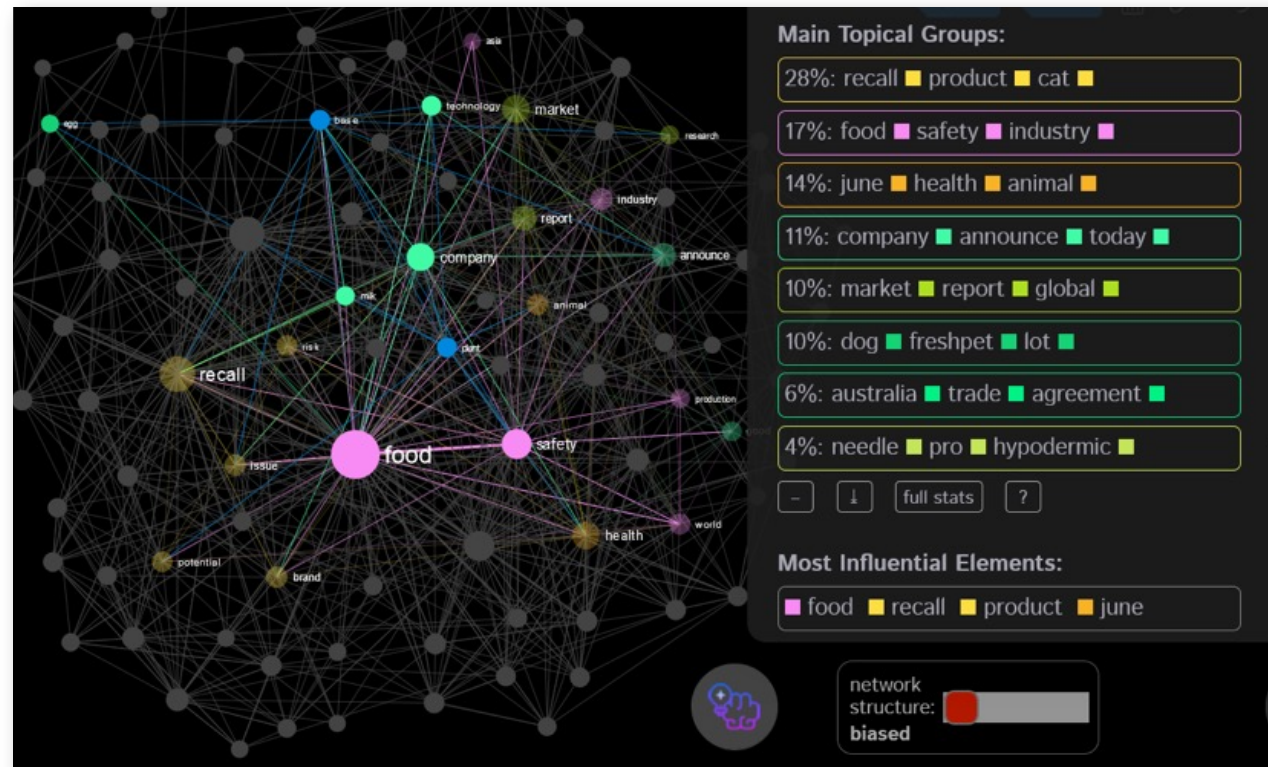 asia
technology
market
egg
base
research
industry
report
company
announce
milk
animal
risk
plant
recall
production
food
safety
issue
world
health
potential
brand
Main Topical Groups:
28%: recall product cat
17%: food safety industry
14%: june health animal
11%: company announce today
10%: market report global
10%: dog freshpet lot
6%: australia trade agreement
4%: needle pro hypodermic
– ⤓ full stats ?
Most Influential Elements:
food recall product june
network
structure:
biased